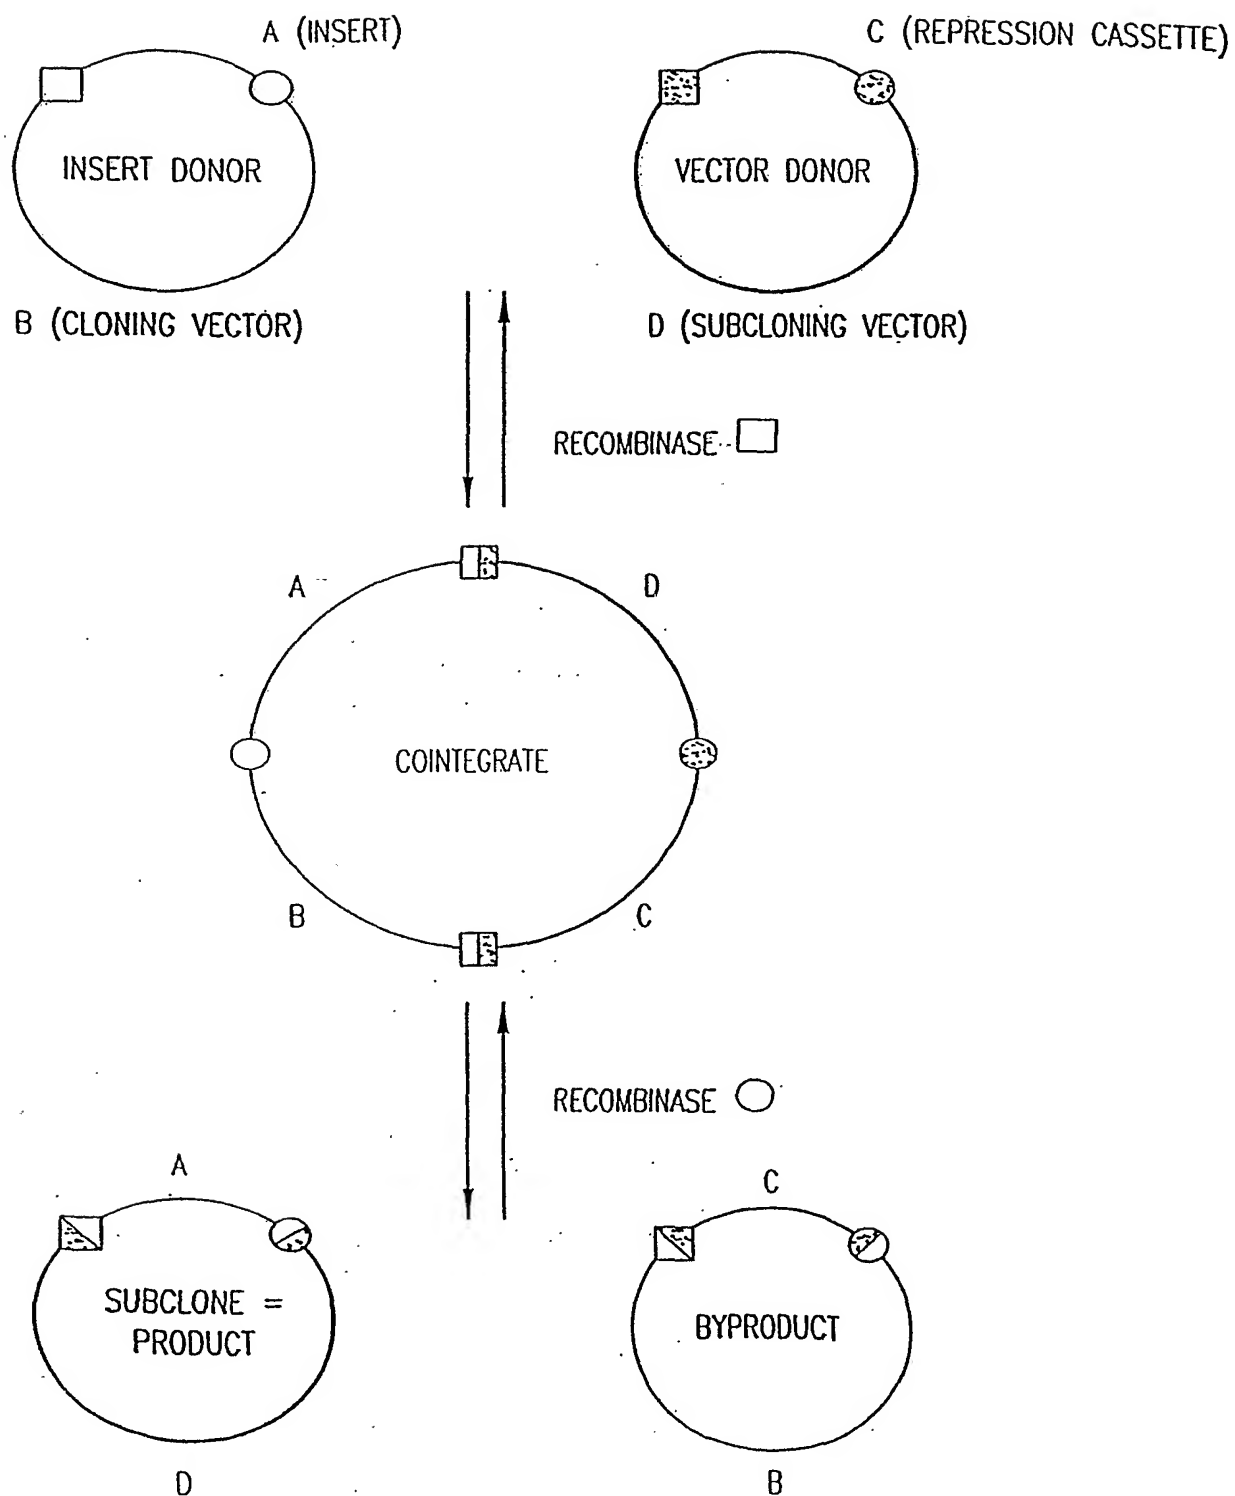 A (INSERT)
C (REPRESSION CASSETTE)
INSERT DONOR
VECTOR DONOR
B (CLONING VECTOR)
D (SUBCLONING VECTOR)
RECOMBINASE
A
D
COINTEGRATE
B
C
RECOMBINASE
A
C
SUBCLONE =
PRODUCT
BYPRODUCT
D
B